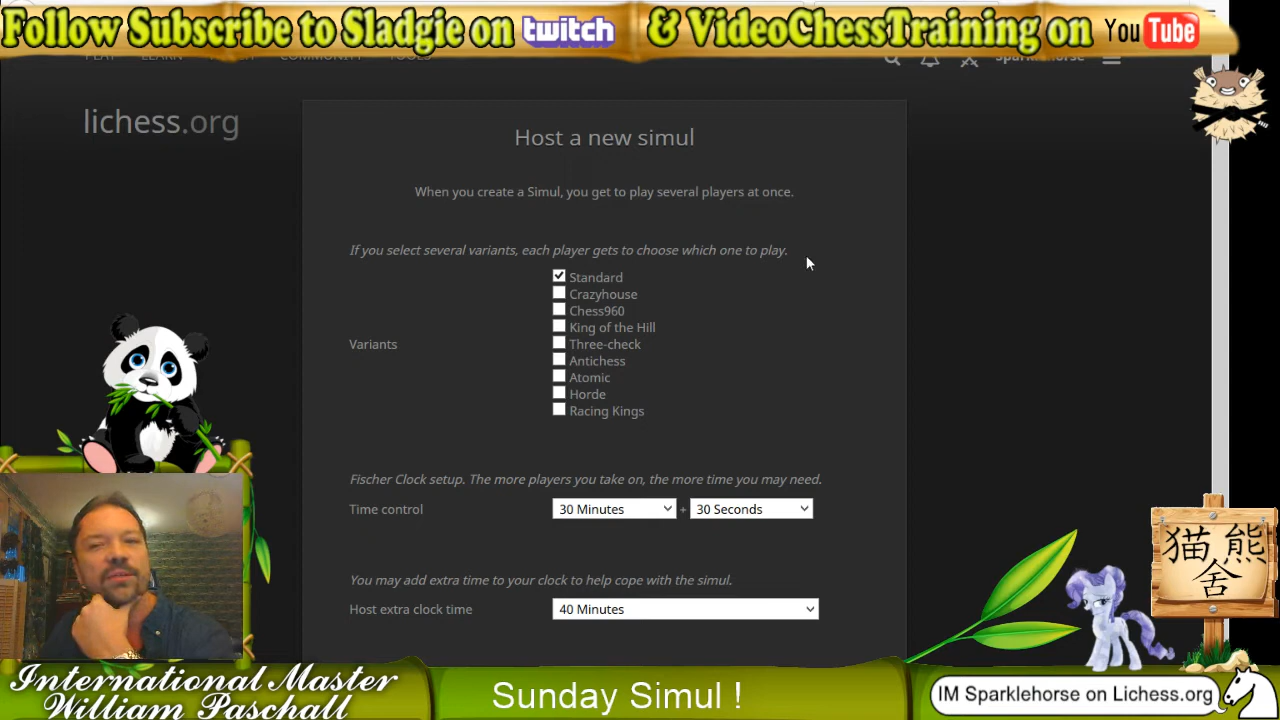 Follow Subscribe to Sladgie on twitch & VideoChessTraining on YouTube
PLAY LEARN COMMUNITY TOOLS
lichess.org
Host a new simul
When you create a Simul, you get to play several players at once.
If you select several variants, each player gets to choose which one to play.
Variants
Standard
Crazyhouse
Chess960
King of the Hill
Three-check
Antichess
Atomic
Horde
Racing Kings
Fischer Clock setup. The more players you take on, the more time you may need.
Time control 30 Minutes + 30 Seconds
You may add extra time to your clock to help cope with the simul.
Host extra clock time 40 Minutes
猫熊
舍
International Master
William Paschall
Sunday Simul !
IM Sparklehorse on Lichess.org